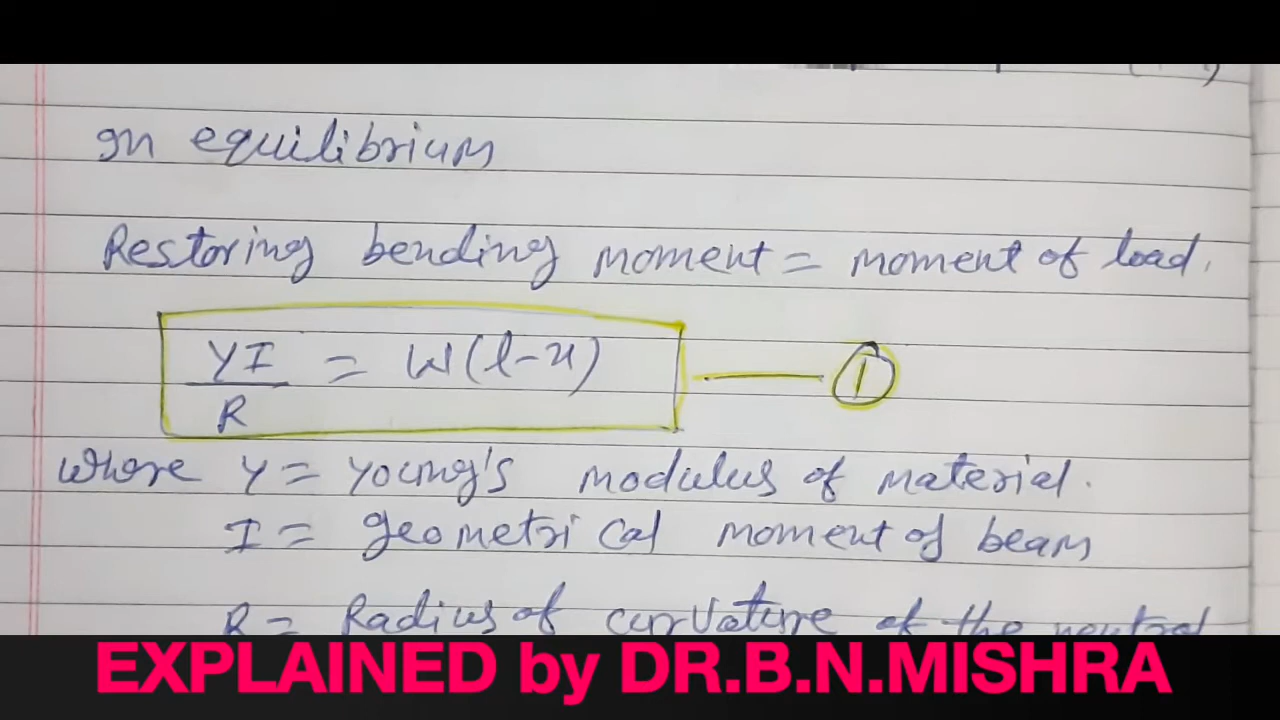 In equilibrium
Restoring bending moment = moment of load.
YI/R = W(l-x) — ①
where Y = Young's modulus of material.
I = geometrical moment of beam
R = Radius of curvature of the neutral
EXPLAINED by DR.B.N.MISHRA